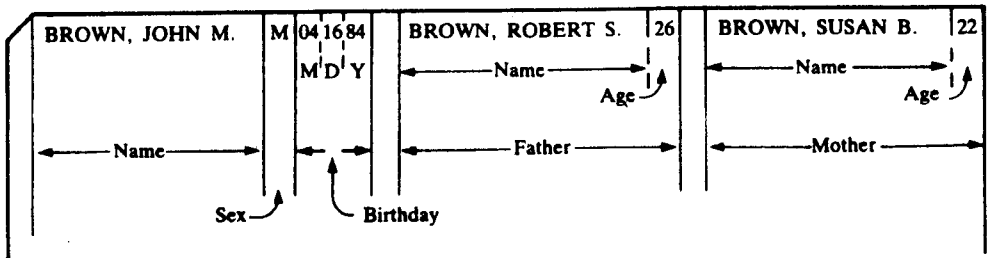 BROWN, JOHN M. M 04 16 84 BROWN, ROBERT S. 26 BROWN, SUSAN B. 22
M D Y Name Name
Age Age
Name Father Mother
Sex Birthday